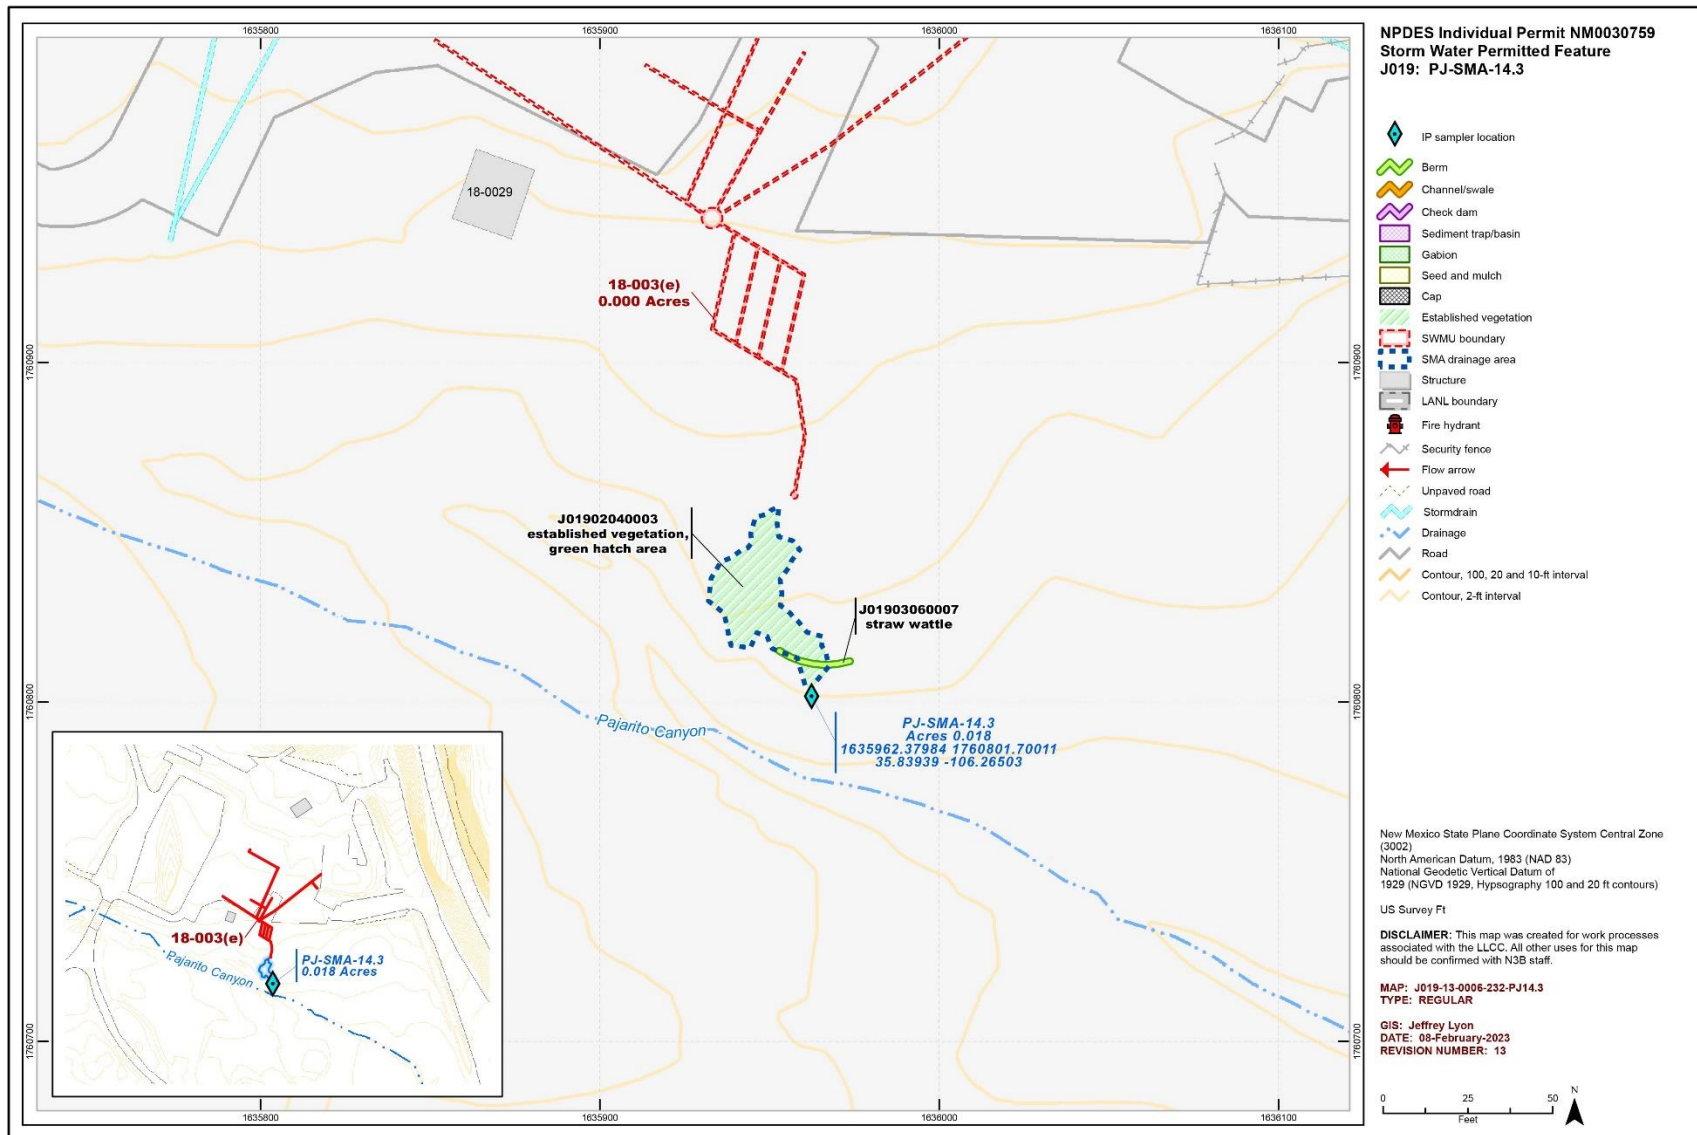 1635800
1635900
1636000
1636100
NPDES Individual Permit NM0030759
Storm Water Permitted Feature
J019: PJ-SMA-14.3
IP sampler location
Berm
Channel/swale
Check dam
Sediment trap/basin
Gabion
Seed and mulch
Cap
Established vegetation
SWMU boundary
SMA drainage area
Structure
LANL boundary
Fire hydrant
Security fence
Flow arrow
Unpaved road
Stormdrain
Drainage
Road
Contour, 100, 20 and 10-ft interval
Contour, 2-ft interval
18-0029
18-003(e)
0.000 Acres
1760900
1760900
J01902040003
established vegetation,
green hatch area
J01903060007
straw wattle
1760800
1760800
Pajarito Canyon
PJ-SMA-14.3
Acres 0.018
1635962.37984 1760801.70011
35.83939 -106.26503
18-003(e)
Pajarito Canyon
PJ-SMA-14.3
0.018 Acres
1760700
1760700
1635800
1635900
1636000
1636100
New Mexico State Plane Coordinate System Central Zone
(3002)
North American Datum, 1983 (NAD 83)
National Geodetic Vertical Datum of
1929 (NGVD 1929, Hypsography 100 and 20 ft contours)
US Survey Ft
DISCLAIMER: This map was created for work processes
associated with the LLCC. All other uses for this map
should be confirmed with N3B staff.
MAP: J019-13-0006-232-PJ14.3
TYPE: REGULAR
GIS: Jeffrey Lyon
DATE: 08-February-2023
REVISION NUMBER: 13
0 25 50
Feet
N